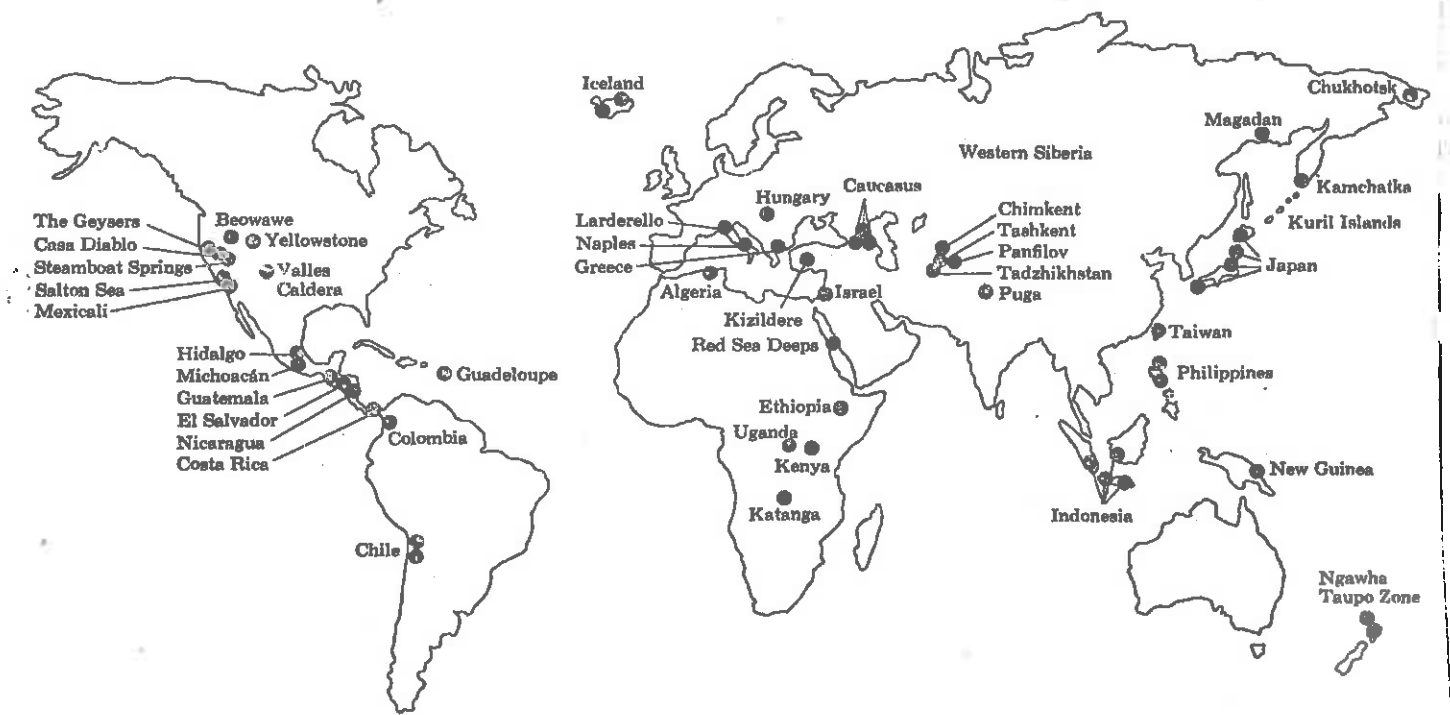 Iceland
Chukhotsk
Magadan
Western Siberia
Kamchatka
Kuril Islands
Japan
The Geysers
Casa Diablo
Steamboat Springs
Salton Sea
Mexicali
Beowawe
Yellowstone
Valles
Caldera
Larderello
Naples
Greece
Hungary
Caucasus
Chimkent
Tashkent
Panfilov
Tadzhikhstan
Puga
Algeria
Israel
Kizildere
Red Sea Deeps
Taiwan
Philippines
Hidalgo
Michoacán
Guatemala
El Salvador
Nicaragua
Costa Rica
Guadeloupe
Colombia
Ethiopia
Uganda
Kenya
Katanga
New Guinea
Indonesia
Chile
Ngawha
Taupo Zone